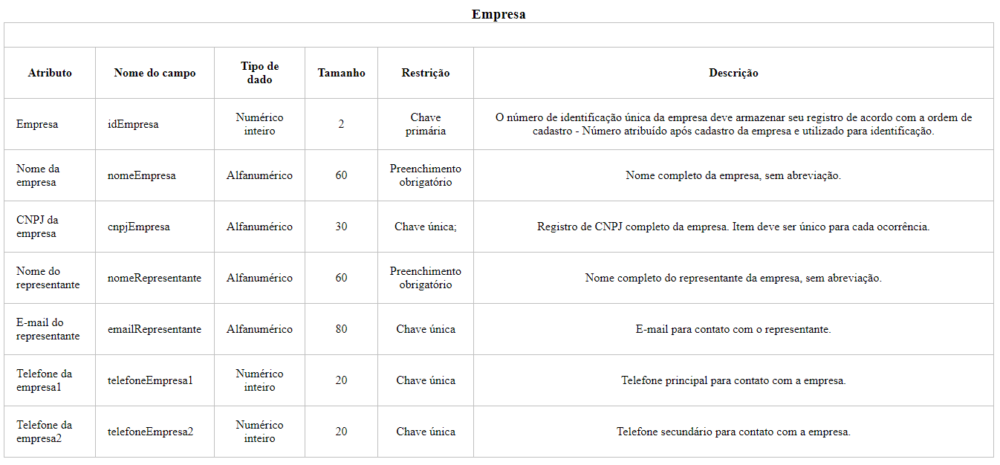 Empresa
Atributo
Nome do campo
Tipo de
dado
Tamanho
Restrição
Descrição
Empresa
idEmpresa
Numérico
inteiro
2
Chave
primária
O número de identificação única da empresa deve armazenar seu registro de acordo com a ordem de
cadastro - Número atribuído após cadastro da empresa e utilizado para identificação.
Nome da
empresa
nomeEmpresa
Alfanumérico
60
Preenchimento
obrigatório
Nome completo da empresa, sem abreviação.
CNPJ da
empresa
cnpjEmpresa
Alfanumérico
30
Chave única;
Registro de CNPJ completo da empresa. Item deve ser único para cada ocorrência.
Nome do
representante
nomeRepresentante
Alfanumérico
60
Preenchimento
obrigatório
Nome completo do representante da empresa, sem abreviação.
E-mail do
representante
emailRepresentante
Alfanumérico
80
Chave única
E-mail para contato com o representante.
Telefone da
empresa1
telefoneEmpresa1
Numérico
inteiro
20
Chave única
Telefone principal para contato com a empresa.
Telefone da
empresa2
telefoneEmpresa2
Numérico
inteiro
20
Chave única
Telefone secundário para contato com a empresa.